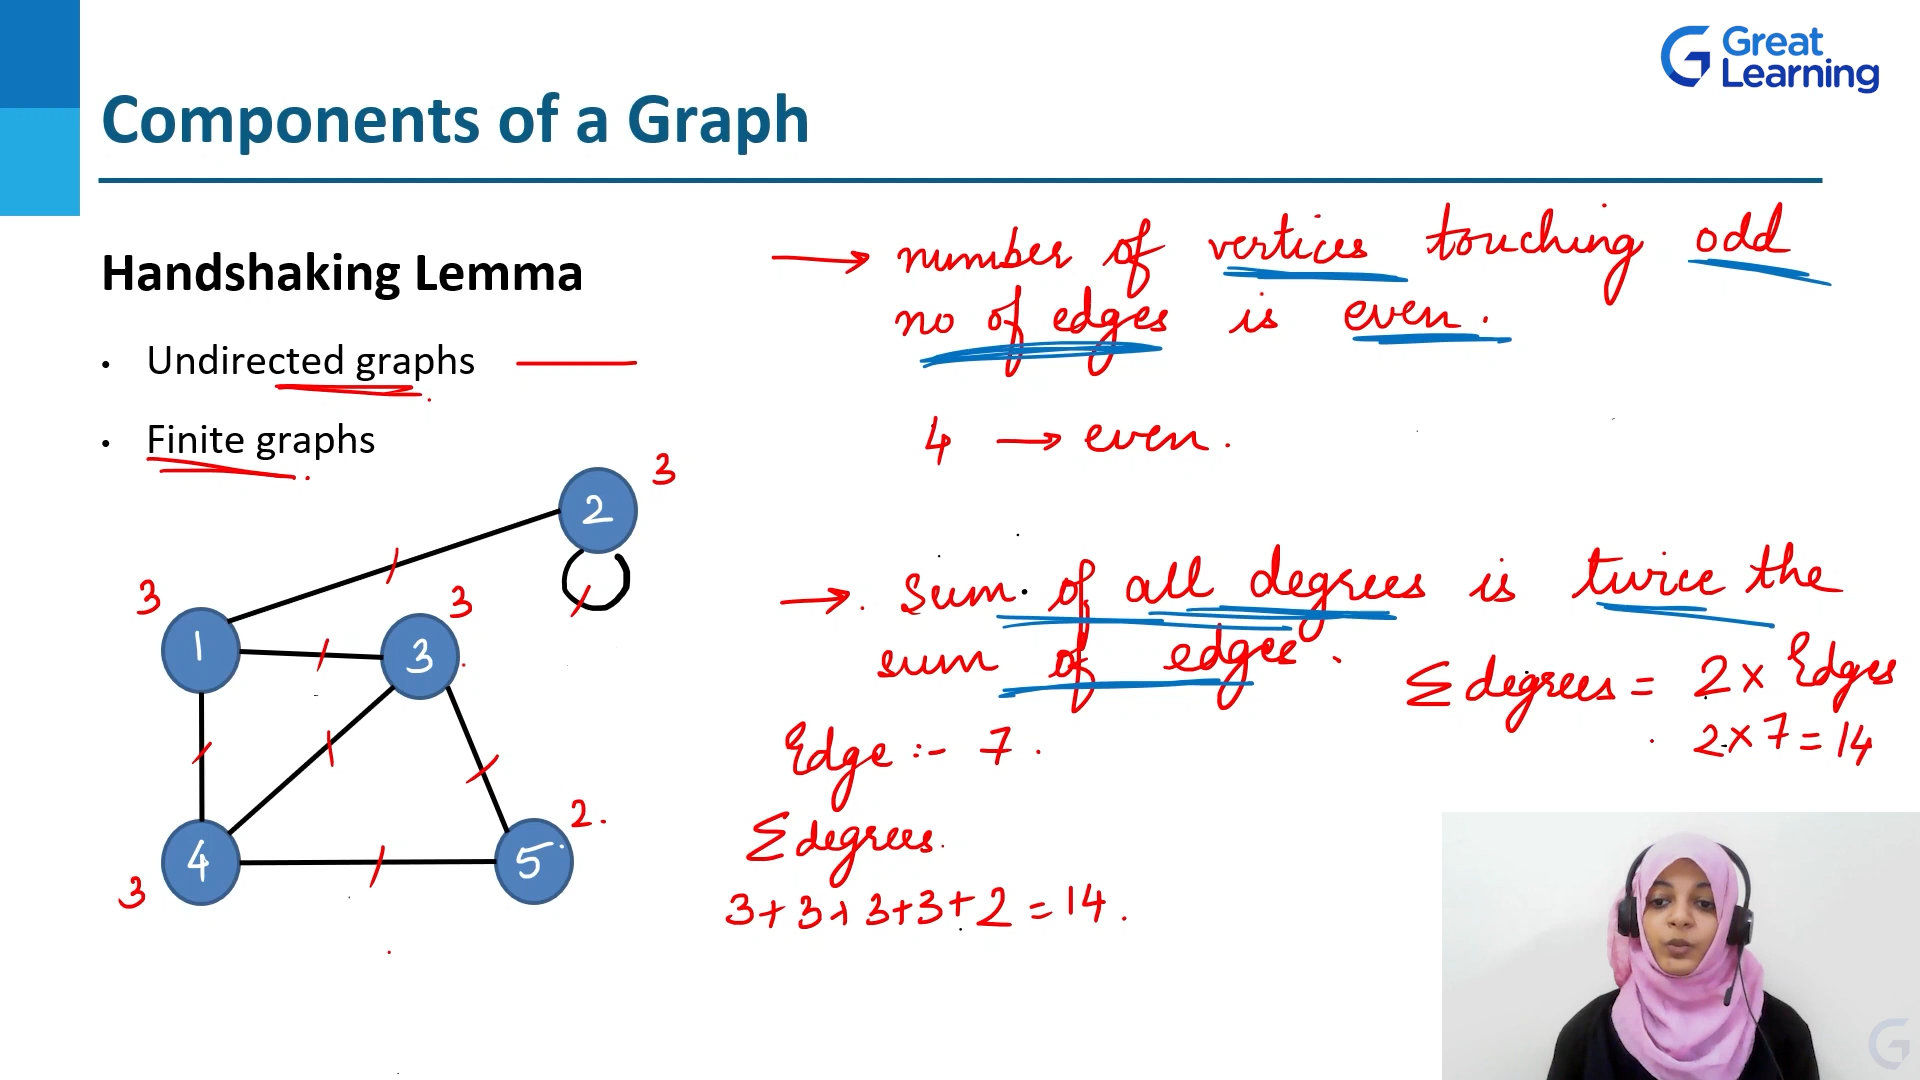 Great
Learning
Components of a Graph
Handshaking Lemma
• Undirected graphs
• Finite graphs
→ number of vertices touching odd
no of edges is even.
4 → even.
→ . Sum of all degrees is twice the
sum of edges.
Σ degrees = 2 × Edges
2 × 7 = 14
Edge :- 7.
Σ degrees.
3 + 3 + 3 + 3 + 2 = 14.
2
3
1
3
3
3
4
3
5
2.